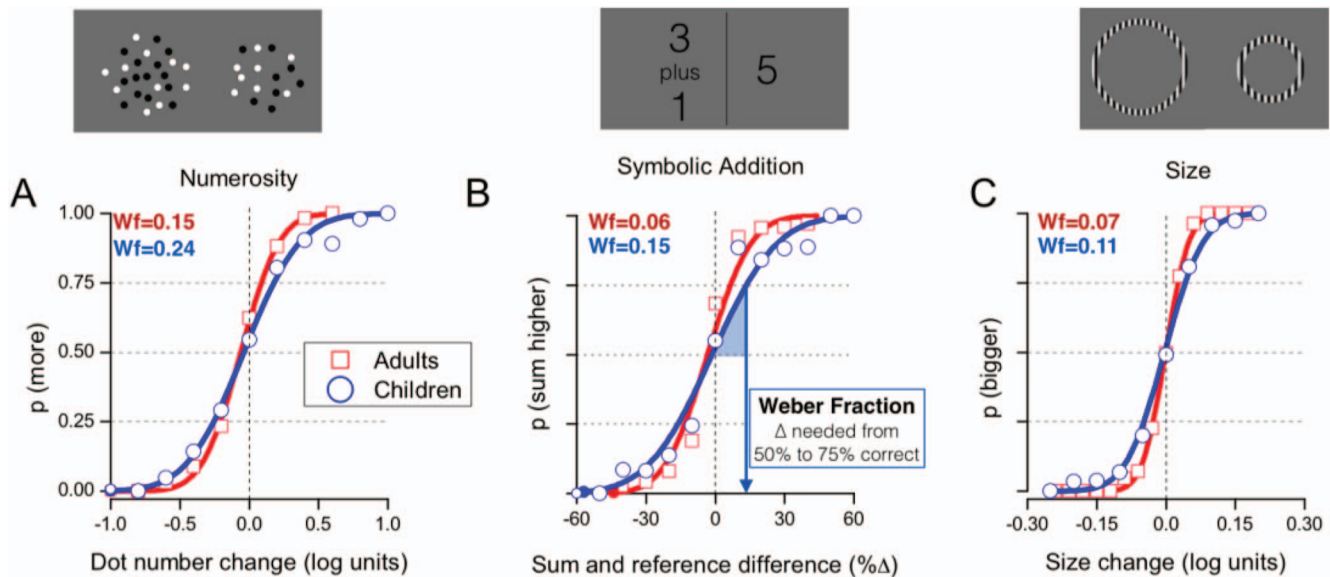 3
plus
1
5
A
Numerosity
Wf=0.15
Wf=0.24
1.00
0.75
0.50
0.25
0.00
p (more)
Adults
Children
-1.0
-0.5
0.0
0.5
1.0
Dot number change (log units)
B
Symbolic Addition
Wf=0.06
Wf=0.15
p (sum higher)
Weber Fraction
Δ needed from
50% to 75% correct
-60
-30
0
30
60
Sum and reference difference (%Δ)
C
Size
Wf=0.07
Wf=0.11
p (bigger)
-0.30
-0.15
0.0
0.15
0.30
Size change (log units)